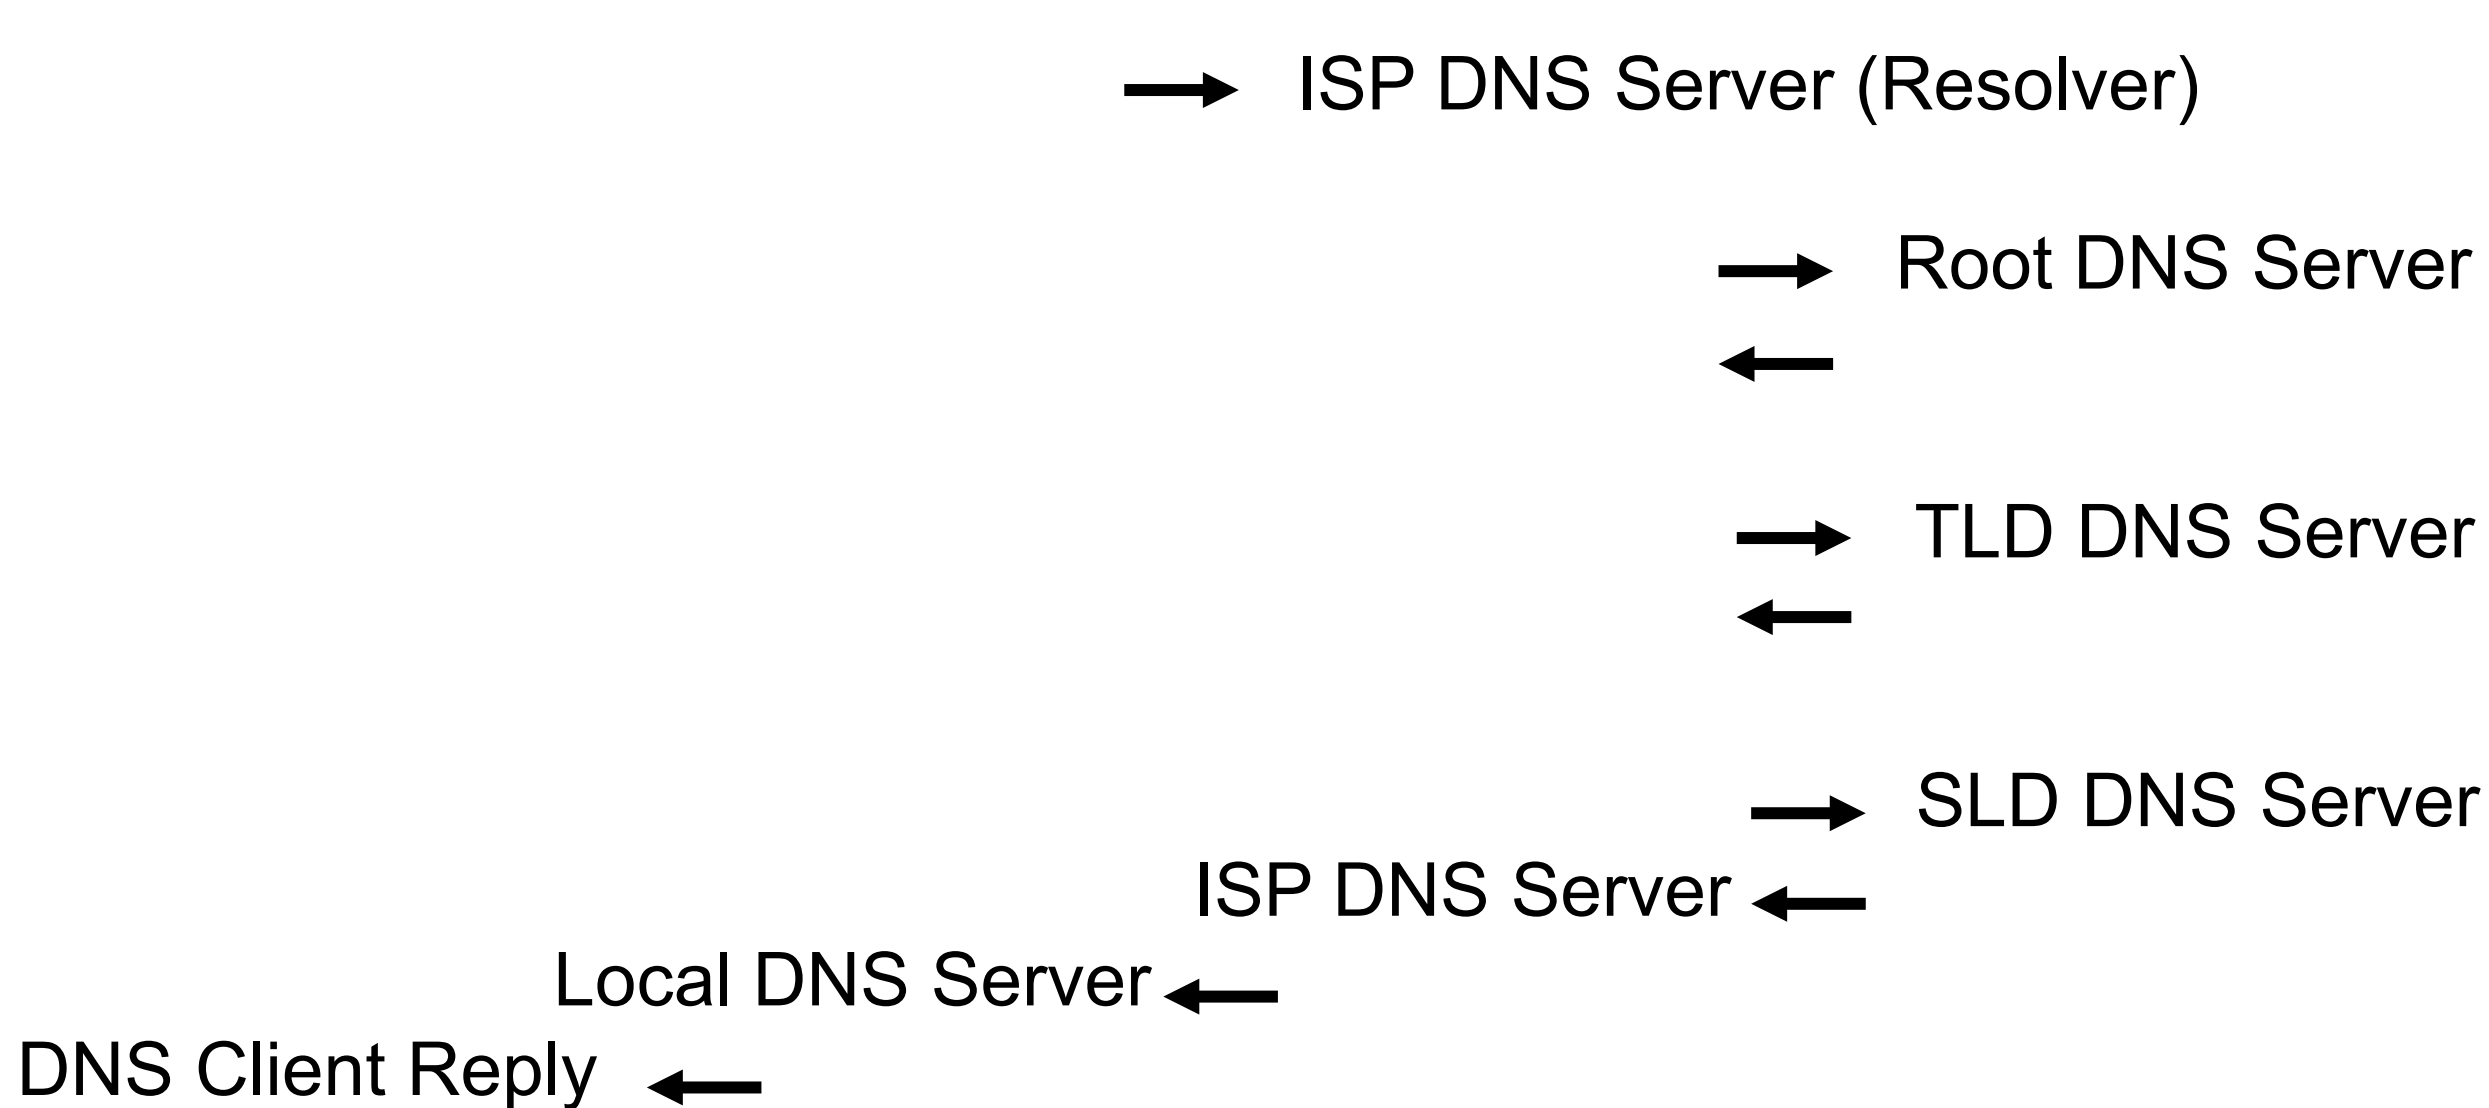 ISP DNS Server (Resolver)
Root DNS Server
TLD DNS Server
SLD DNS Server
ISP DNS Server
Local DNS Server
DNS Client Reply